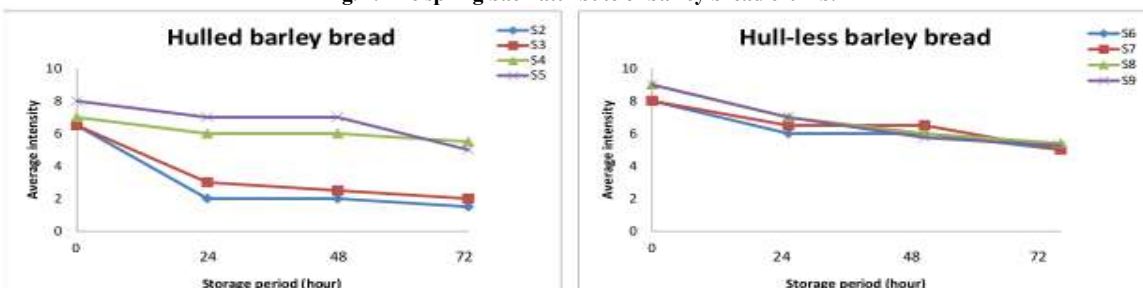 Hulled barley bread
S2
S3
S4
S5
Average intensity
10
8
6
4
2
0
0
24
48
72
Storage period (hour)
Hull-less barley bread
S6
S7
S8
S9
Average intensity
10
8
6
4
2
0
0
24
48
72
Storage period (hour)